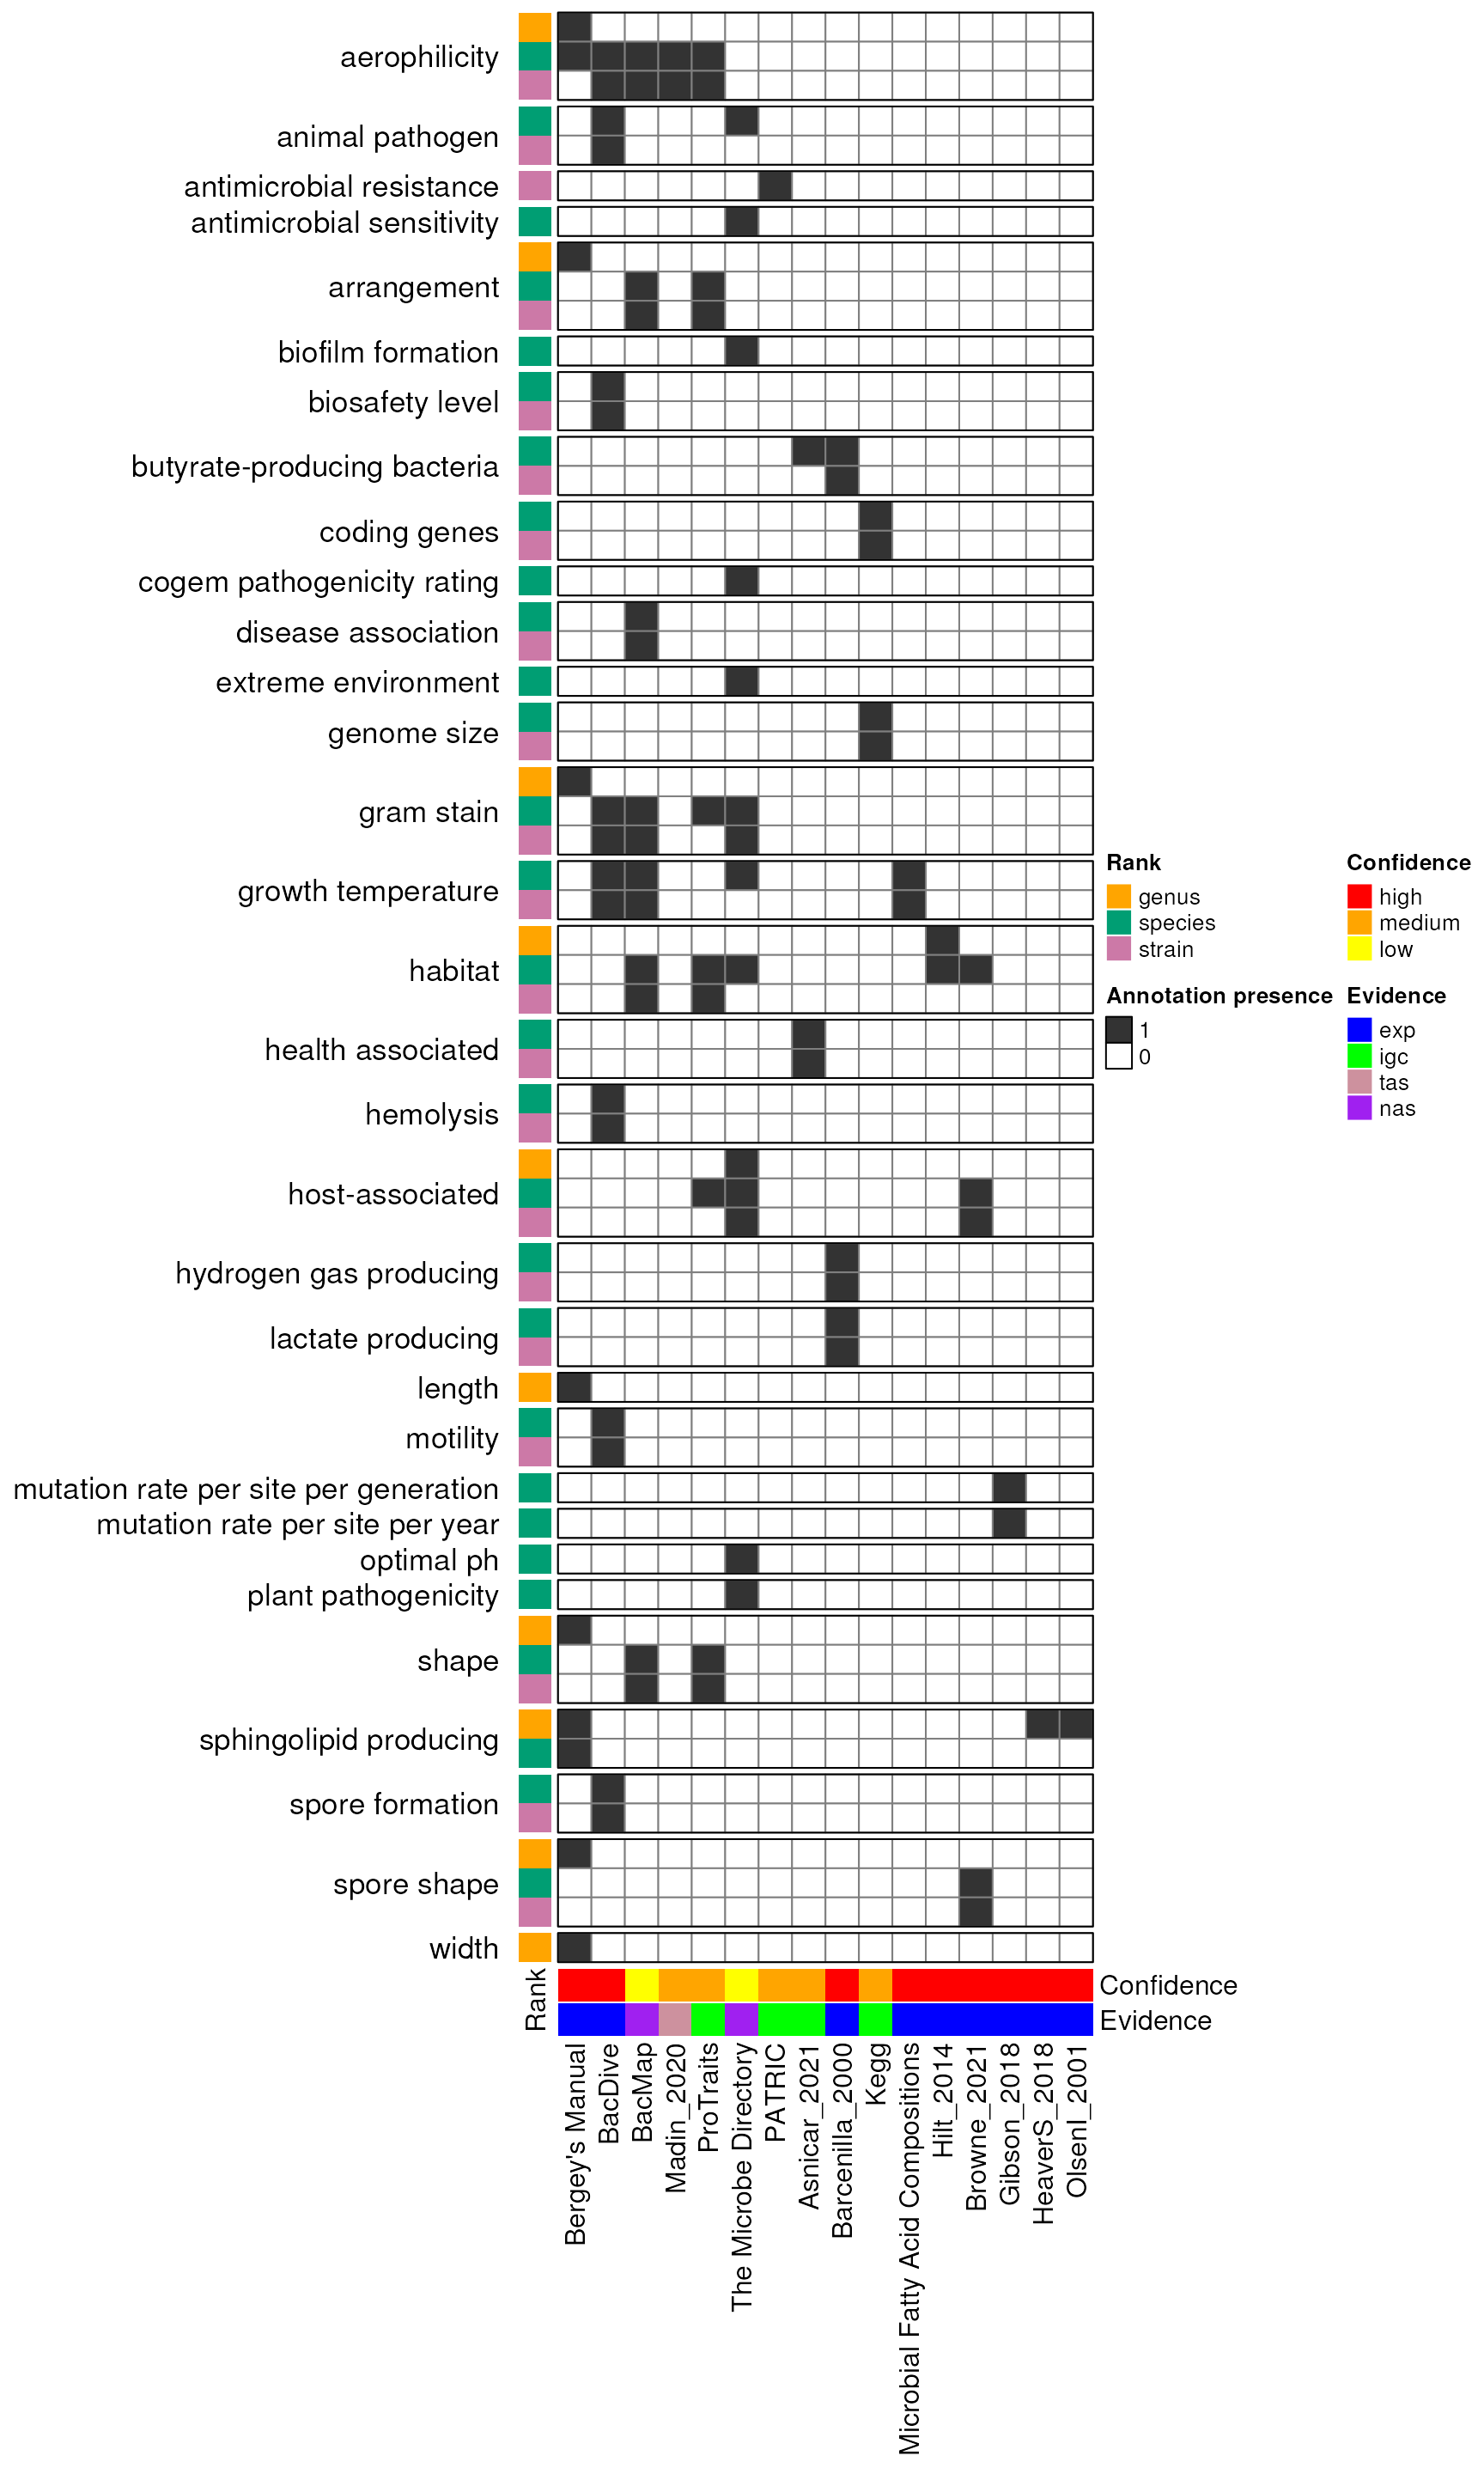 aerophilicity
animal pathogen
antimicrobial resistance
antimicrobial sensitivity
arrangement
biofilm formation
biosafety level
butyrate-producing bacteria
coding genes
cogem pathogenicity rating
disease association
extreme environment
genome size
gram stain
growth temperature
habitat
health associated
hemolysis
host-associated
hydrogen gas producing
lactate producing
length
motility
mutation rate per site per generation
mutation rate per site per year
optimal ph
plant pathogenicity
shape
sphingolipid producing
spore formation
spore shape
width
Rank
genus
species
strain
Annotation presence
1
0
Confidence
high
medium
low
Evidence
exp
igc
tas
nas
Rank
Confidence
Evidence
Bergey's Manual
BacDive
BacMap
Madin_2020
ProTraits
The Microbe Directory
PATRIC
Asnicar_2021
Barcenilla_2000
Kegg
Microbial Fatty Acid Compositions
Hilt_2014
Browne_2021
Gibson_2018
HeaverS_2018
OlsenI_2001